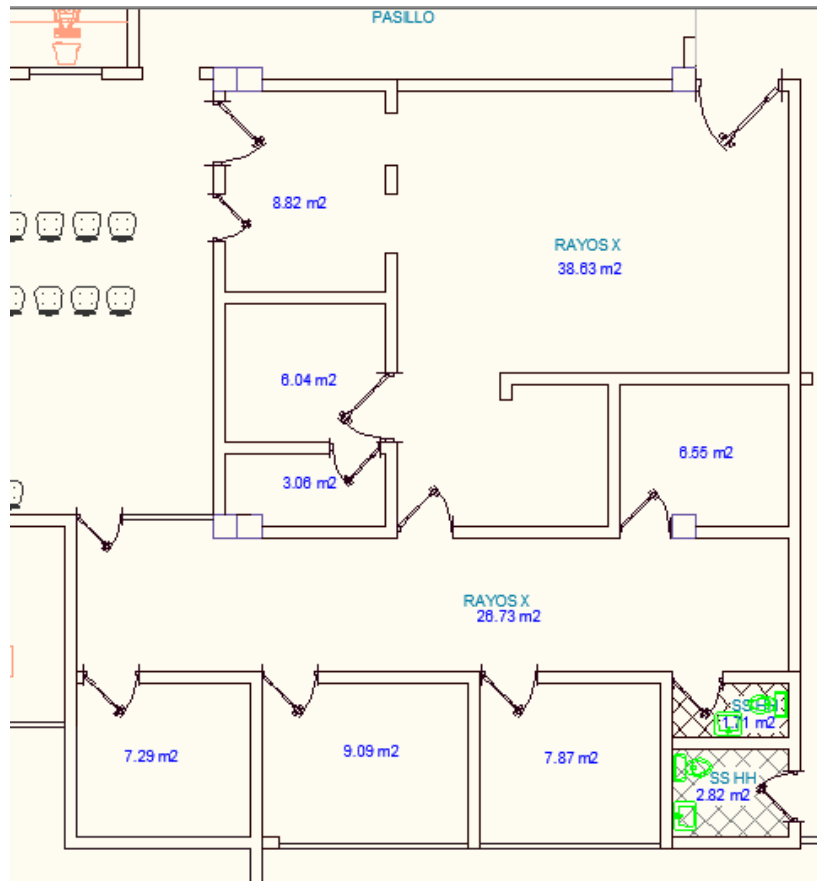 PASILLO
8.82 m2
RAYOS X
38.63 m2
6.04 m2
6.55 m2
3.06 m2
RAYOS X
26.73 m2
SS HH
1.71 m2
7.29 m2
9.09 m2
7.87 m2
SS HH
2.82 m2